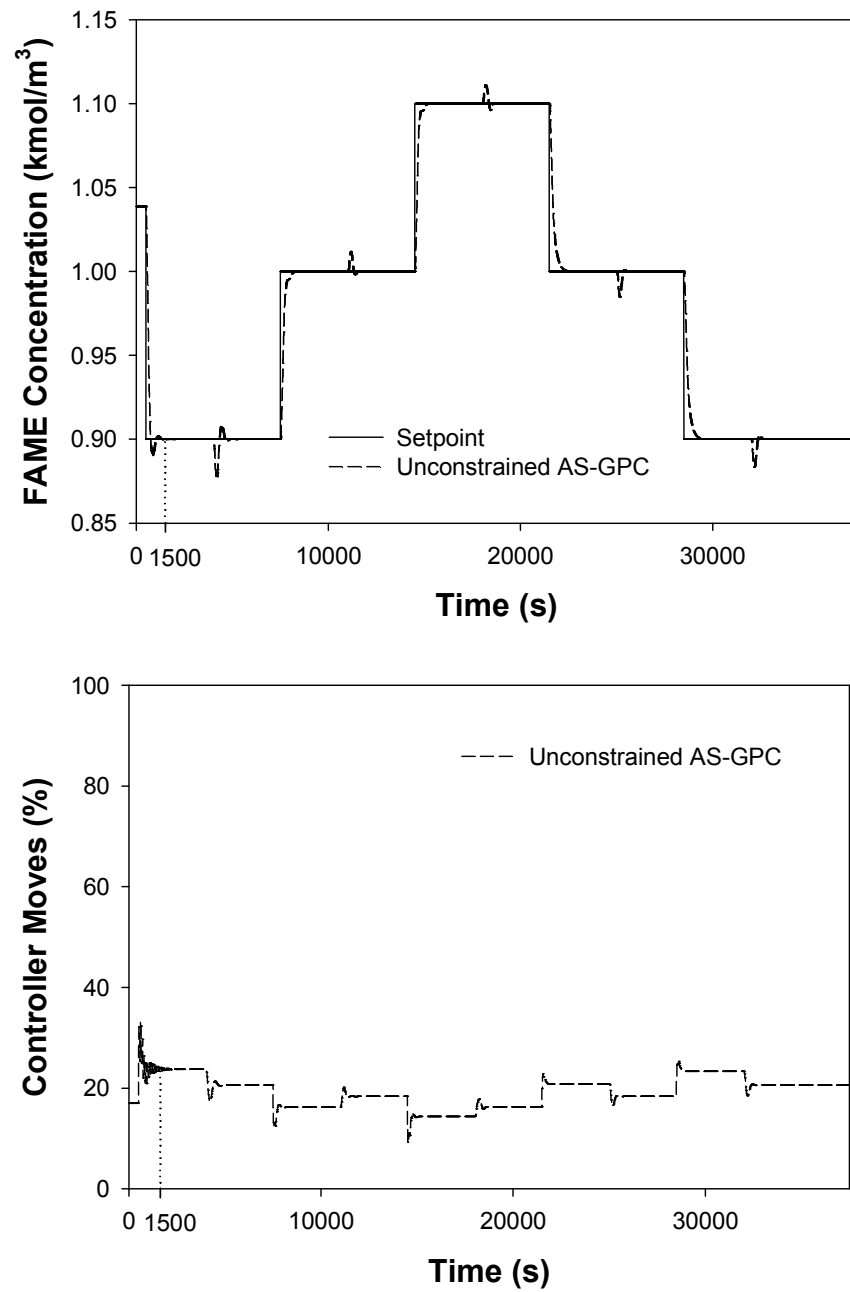 1.15
1.10
1.05
1.00
0.95
0.90
0.85
FAME Concentration (kmol/m³)
Setpoint
Unconstrained AS-GPC
0 1500 10000 20000 30000
Time (s)
100
80
60
40
20
0
Controller Moves (%)
Unconstrained AS-GPC
0 1500 10000 20000 30000
Time (s)